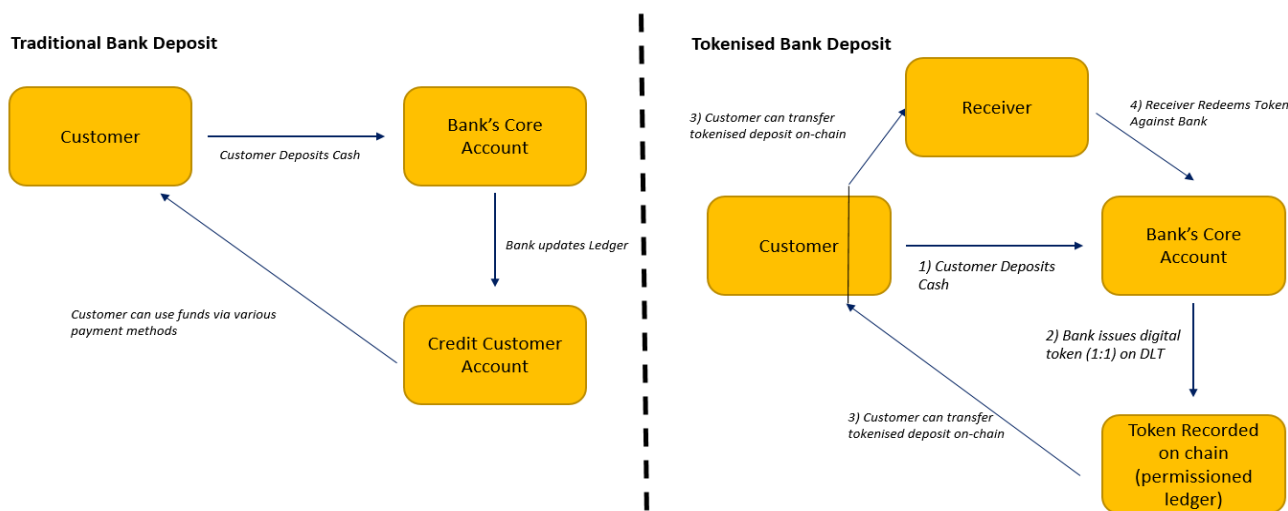 Traditional Bank Deposit
Customer
Customer Deposits Cash
Bank's Core
Account
Bank updates Ledger
Credit Customer
Account
Customer can use funds via various
payment methods
Tokenised Bank Deposit
Receiver
3) Customer can transfer
tokenised deposit on-chain
4) Receiver Redeems Token
Against Bank
Customer
1) Customer Deposits
Cash
Bank's Core
Account
2) Bank issues digital
token (1:1) on DLT
3) Customer can transfer
tokenised deposit on-chain
Token Recorded
on chain
(permissioned
ledger)